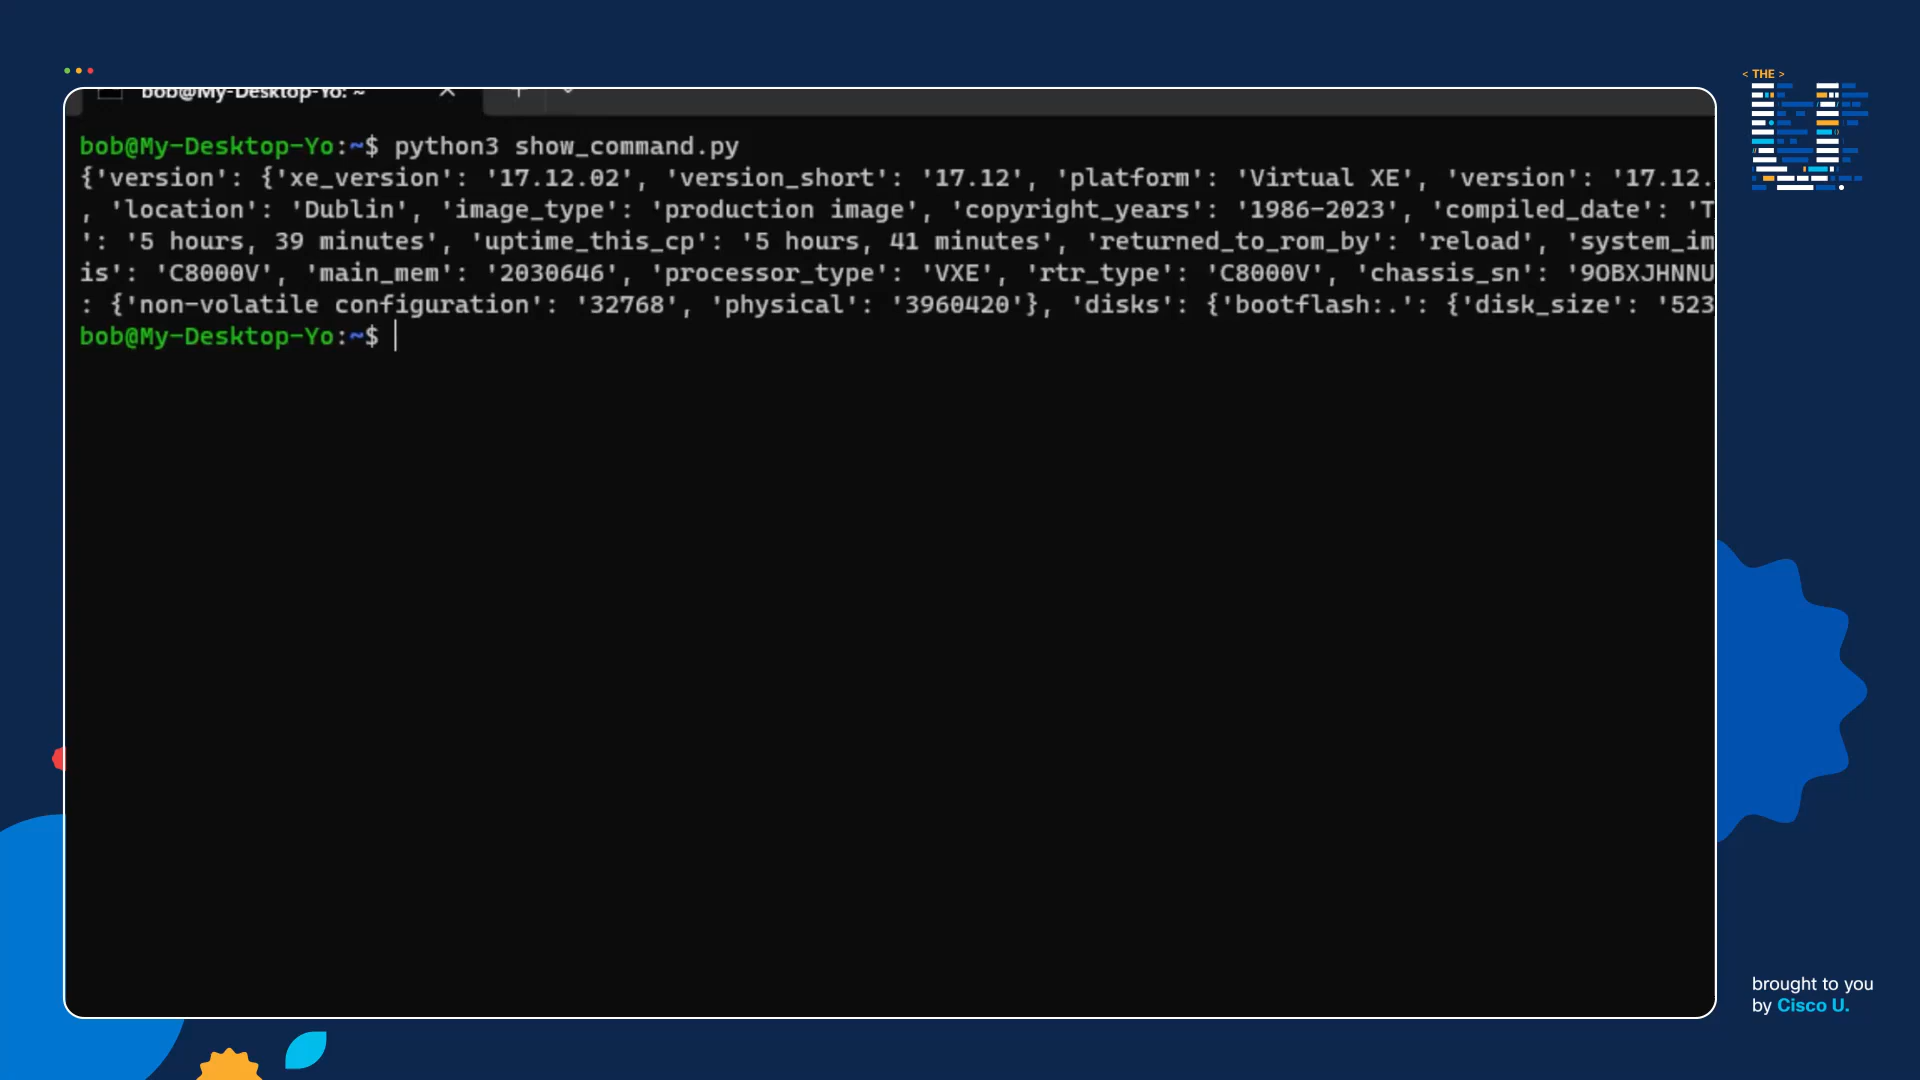 < THE >
bob@My-Desktop-Yo: ~
bob@My-Desktop-Yo:~$ python3 show_command.py
{'version': {'xe_version': '17.12.02', 'version_short': '17.12', 'platform': 'Virtual XE', 'version': '17.12.
, 'location': 'Dublin', 'image_type': 'production image', 'copyright_years': '1986-2023', 'compiled_date': 'T
': '5 hours, 39 minutes', 'uptime_this_cp': '5 hours, 41 minutes', 'returned_to_rom_by': 'reload', 'system_im
is': 'C8000V', 'main_mem': '2030646', 'processor_type': 'VXE', 'rtr_type': 'C8000V', 'chassis_sn': '9OBXJHNNU
: {'non-volatile configuration': '32768', 'physical': '3960420'}, 'disks': {'bootflash:.': {'disk_size': '523
bob@My-Desktop-Yo:~$
brought to you
by Cisco U.